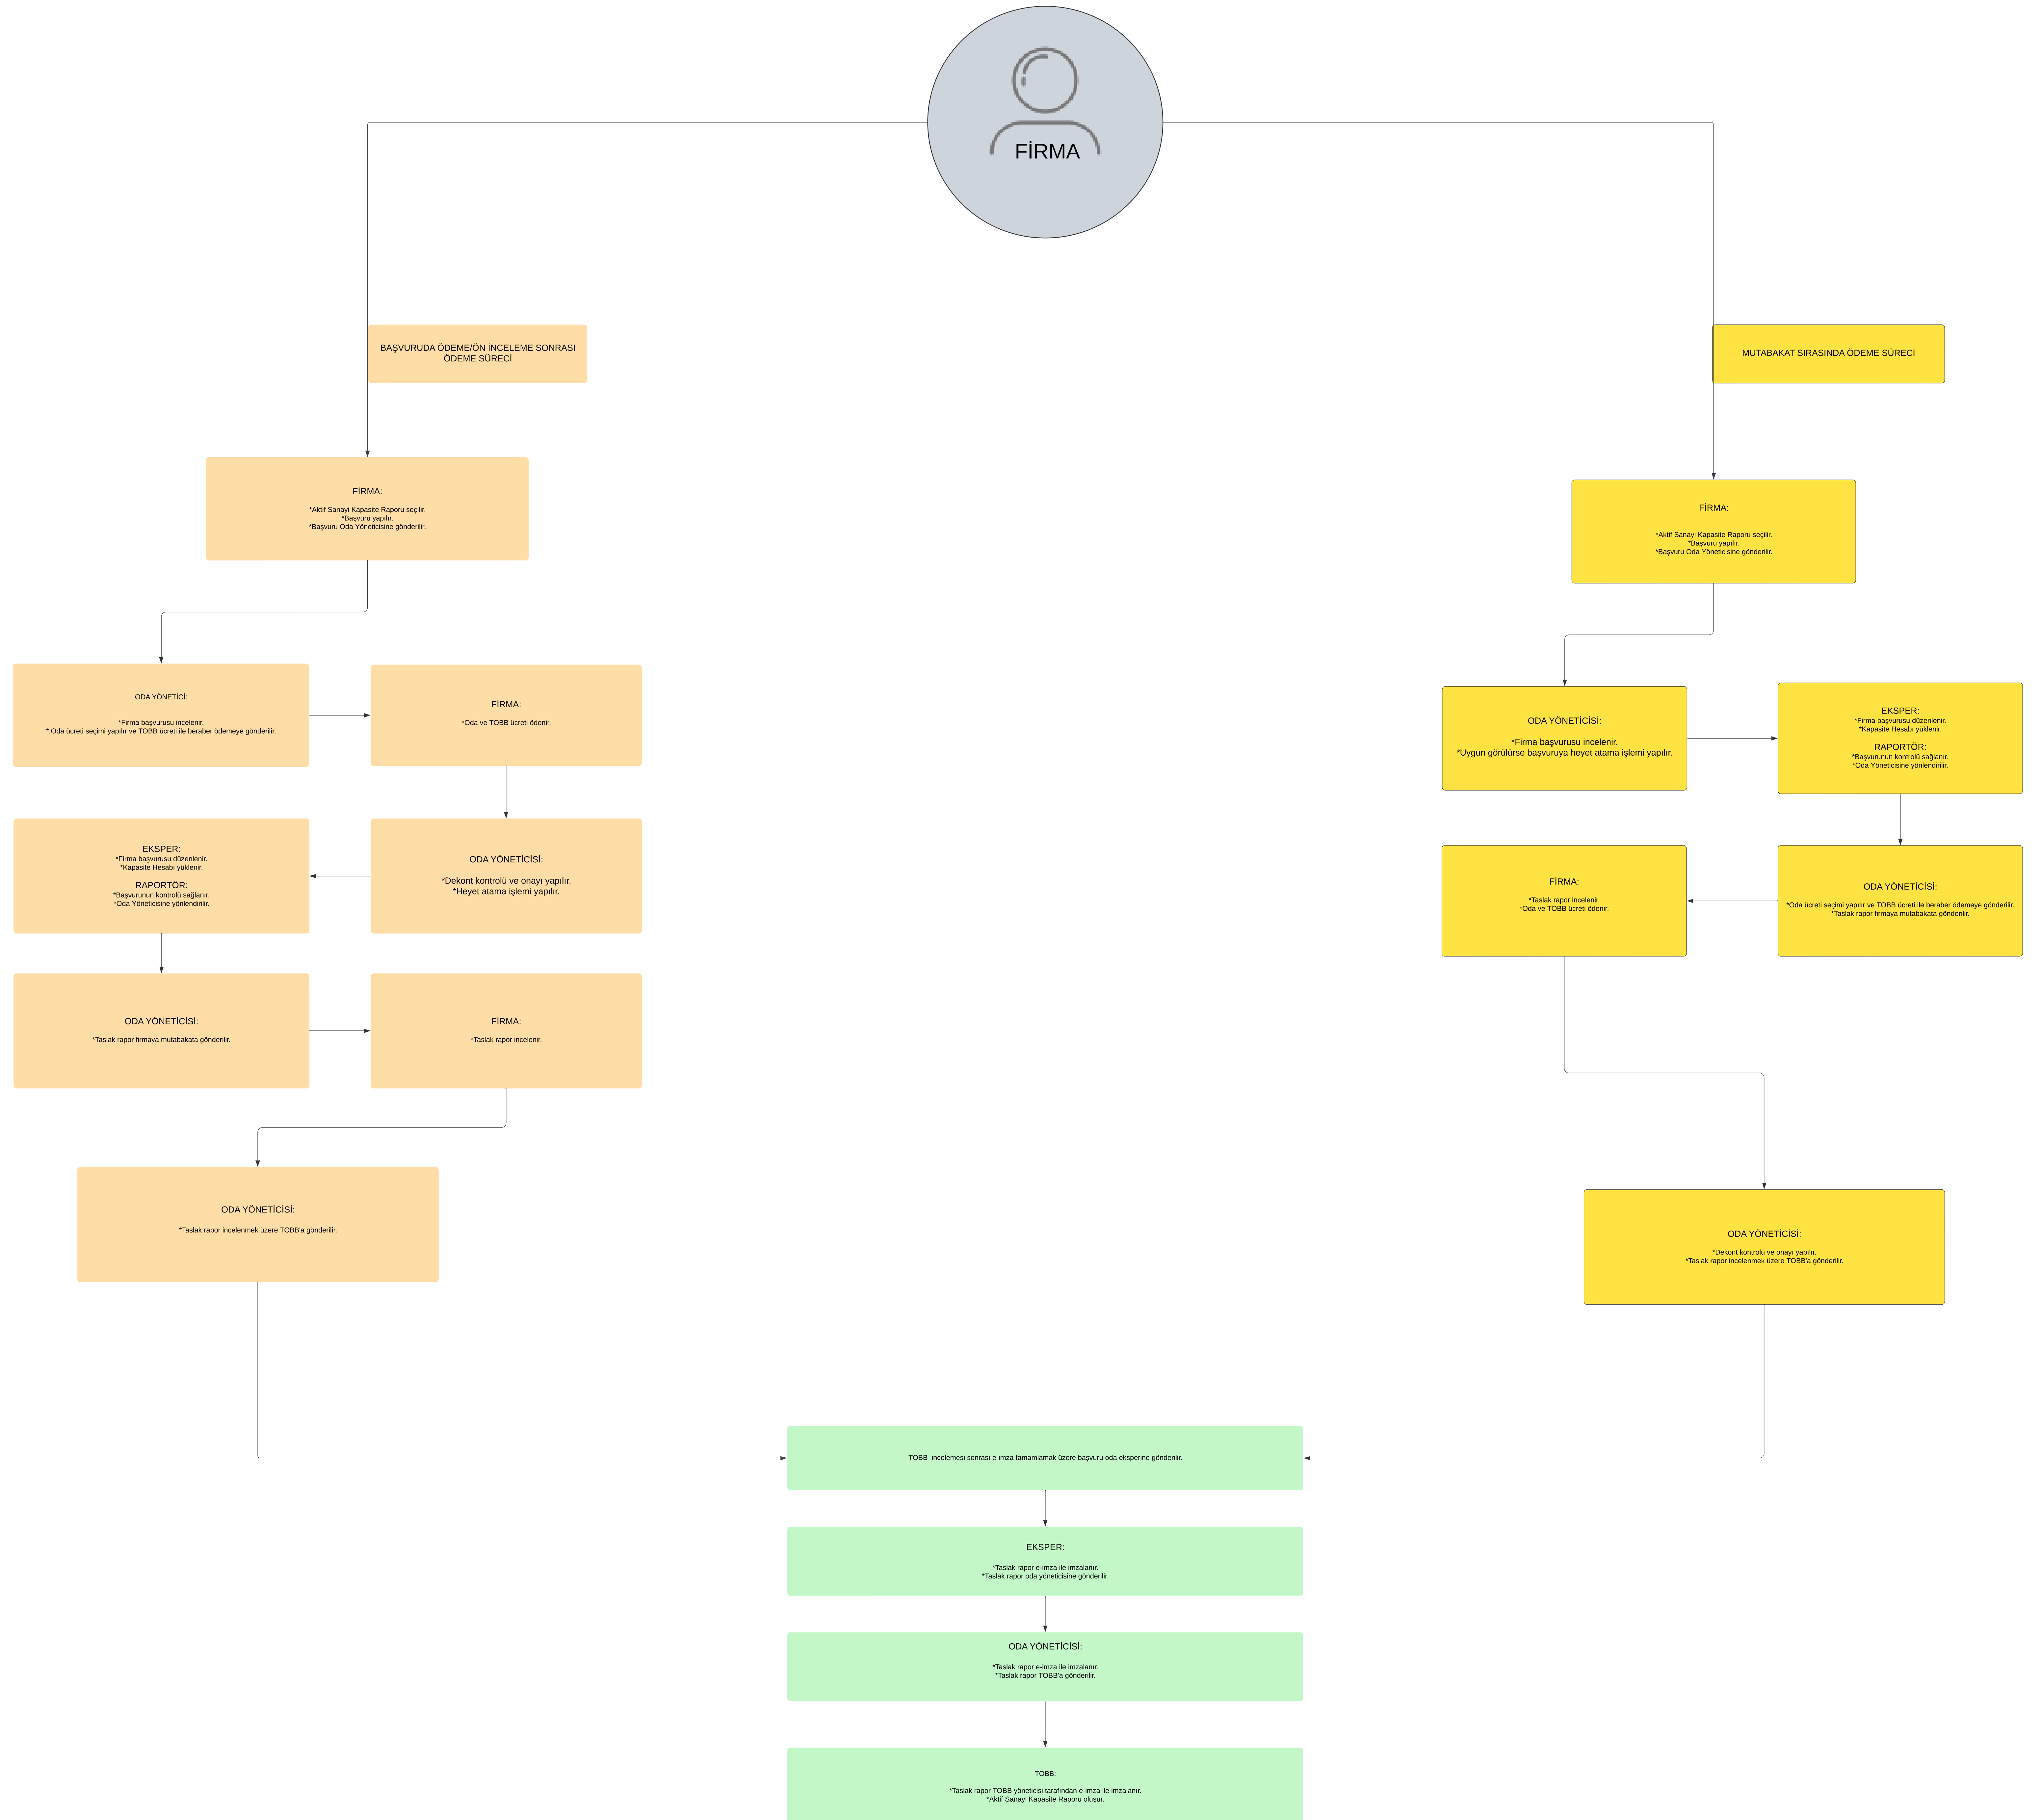 FİRMA
BAŞVURUDA ÖDEME/ÖN İNCELEME SONRASI
ÖDEME SÜRECİ
FİRMA:
*Aktif Sanayi Kapasite Raporu seçilir.
*Başvuru yapılır.
*Başvuru Oda Yöneticisine gönderilir.
ODA YÖNETİCİ:
*Firma başvurusu incelenir.
*.Oda ücreti seçimi yapılır ve TOBB ücreti ile beraber ödemeye gönderilir.
FİRMA:
*Oda ve TOBB ücreti ödenir.
ODA YÖNETİCİSİ:
*Dekont kontrolü ve onayı yapılır.
*Heyet atama işlemi yapılır.
EKSPER:
*Firma başvurusu düzenlenir.
*Kapasite Hesabı yüklenir.
RAPORTÖR:
*Başvurunun kontrolü sağlanır.
*Oda Yöneticisine yönlendirilir.
ODA YÖNETİCİSİ:
*Taslak rapor firmaya mutabakata gönderilir.
FİRMA:
*Taslak rapor incelenir.
ODA YÖNETİCİSİ:
*Taslak rapor incelenmek üzere TOBB'a gönderilir.
MUTABAKAT SIRASINDA ÖDEME SÜRECİ
FİRMA:
*Aktif Sanayi Kapasite Raporu seçilir.
*Başvuru yapılır.
*Başvuru Oda Yöneticisine gönderilir.
ODA YÖNETİCİSİ:
*Firma başvurusu incelenir.
*Uygun görülürse başvuruya heyet atama işlemi yapılır.
EKSPER:
*Firma başvurusu düzenlenir.
*Kapasite Hesabı yüklenir.
RAPORTÖR:
*Başvurunun kontrolü sağlanır.
*Oda Yöneticisine yönlendirilir.
ODA YÖNETİCİSİ:
*Oda ücreti seçimi yapılır ve TOBB ücreti ile beraber ödemeye gönderilir.
*Taslak rapor firmaya mutabakata gönderilir.
FİRMA:
*Taslak rapor incelenir.
*Oda ve TOBB ücreti ödenir.
ODA YÖNETİCİSİ:
*Dekont kontrolü ve onayı yapılır.
*Taslak rapor incelenmek üzere TOBB'a gönderilir.
TOBB  incelemesi sonrası e-imza tamamlamak üzere başvuru oda eksperine gönderilir.
EKSPER:
*Taslak rapor e-imza ile imzalanır.
*Taslak rapor oda yöneticisine gönderilir.
ODA YÖNETİCİSİ:
*Taslak rapor e-imza ile imzalanır.
*Taslak rapor TOBB'a gönderilir.
TOBB:
*Taslak rapor TOBB yöneticisi tarafından e-imza ile imzalanır.
*Aktif Sanayi Kapasite Raporu oluşur.